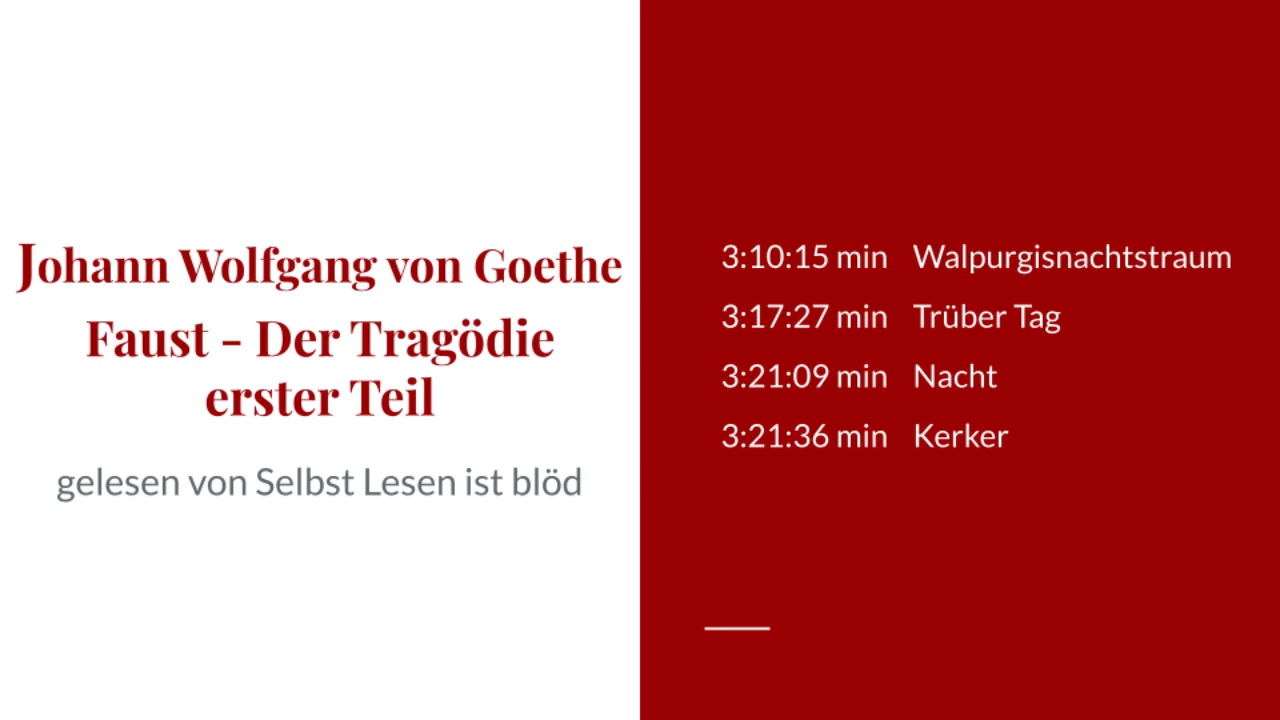 Johann Wolfgang von Goethe
Faust - Der Tragödie
erster Teil
gelesen von Selbst Lesen ist blöd
3:10:15 min Walpurgisnachtstraum
3:17:27 min Trüber Tag
3:21:09 min Nacht
3:21:36 min Kerker